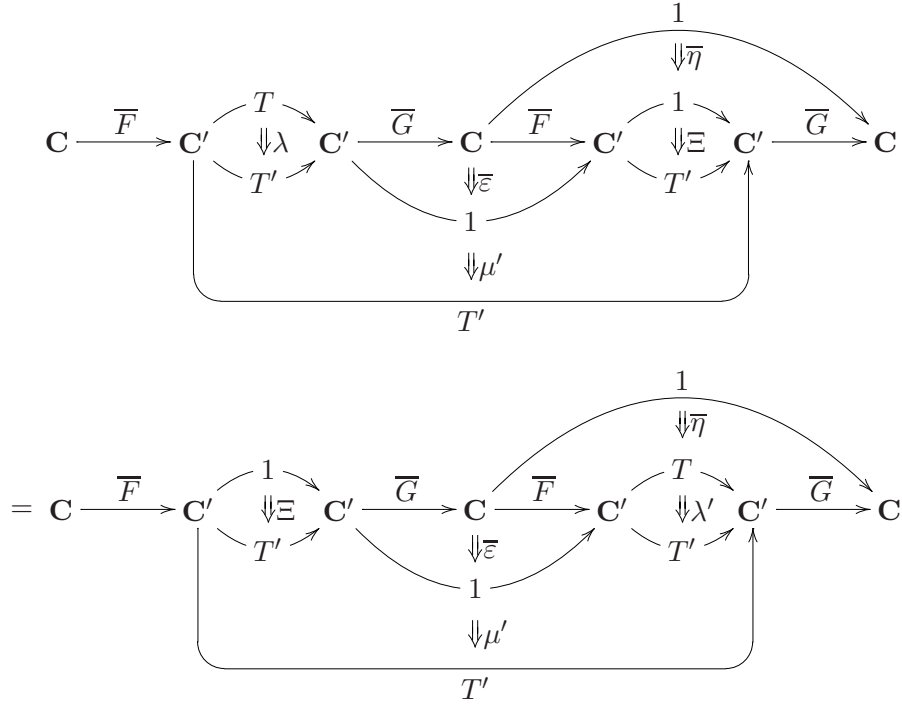 1
⇓η̅
F̅ T G̅ F̅ 1 G̅
C C′ ⇓λ C′ C C′ ⇓Ξ C′ C
T′ ⇓ε̅ T′
1
⇓μ′
T′
1
⇓η̅
F̅ 1 G̅ F̅ T G̅
= C C′ ⇓Ξ C′ C C′ ⇓λ′ C′ C
T′ ⇓ε̅ T′
1
⇓μ′
T′